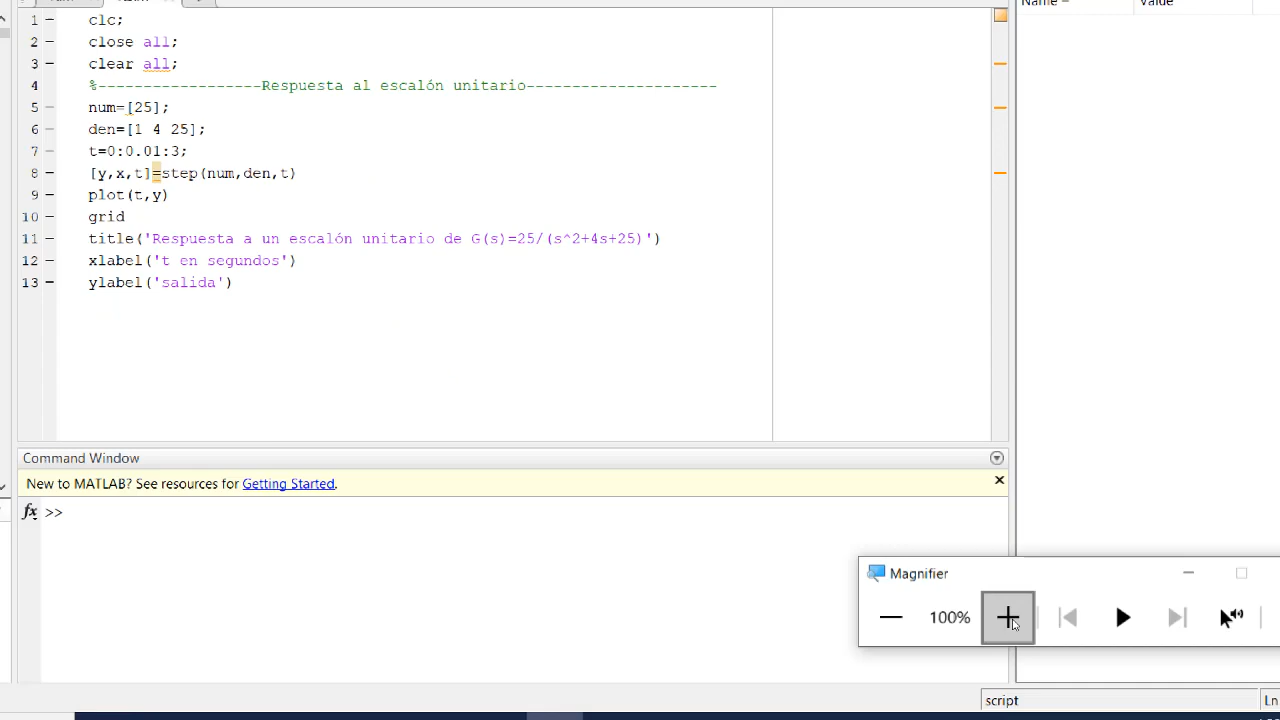 Name
Value
1 clc;
2 close all;
3 clear all;
4 %------------------Respuesta al escalón unitario---------------------
5 num=[25];
6 den=[1 4 25];
7 t=0:0.01:3;
8 [y,x,t]=step(num,den,t)
9 plot(t,y)
10 grid
11 title('Respuesta a un escalón unitario de G(s)=25/(s^2+4s+25)')
12 xlabel('t en segundos')
13 ylabel('salida')
Command Window
New to MATLAB? See resources for Getting Started.
fx >>
Magnifier
100%
script
Ln